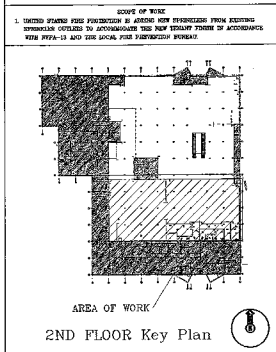 SCOPE OF WORK
1. UNITED STATES FIRE PROTECTION IS ADDING NEW SPRINKLERS FROM EXISTING
SPRINKLER OUTLETS TO ACCOMMODATE THE NEW TENANT FINISH IN ACCORDANCE
WITH NFPA-13 AND THE LOCAL FIRE PREVENTION BUREAU.
AREA OF WORK
2ND FLOOR Key Plan